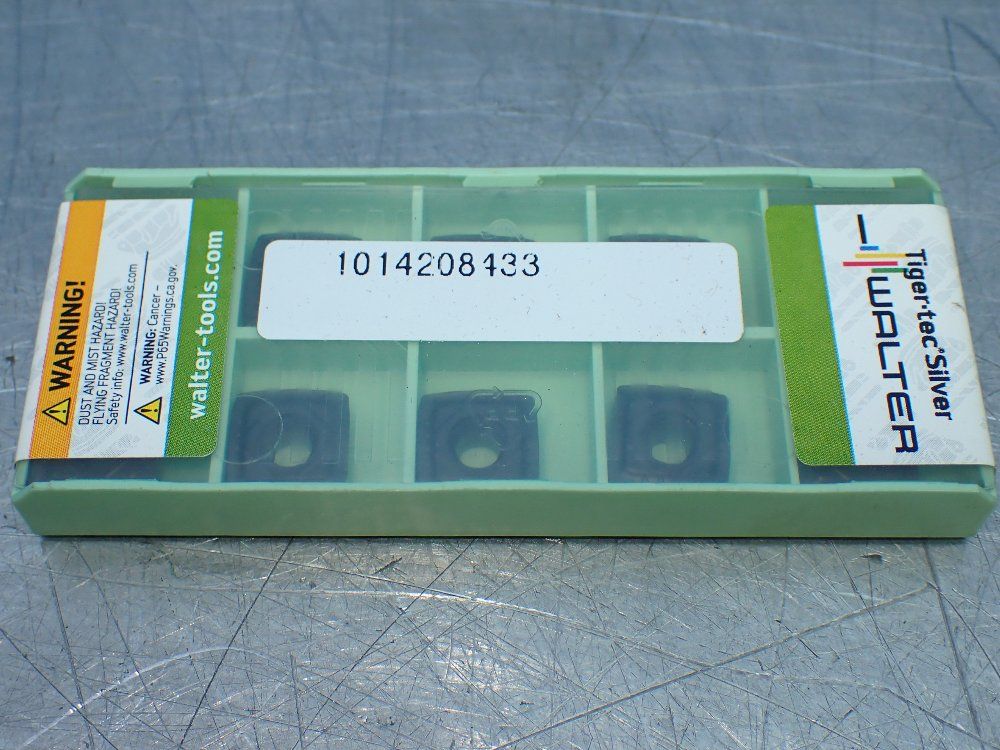 WARNING!
DUST AND MIST HAZARD!
FLYING FRAGMENT HAZARD!
Safety info: www.walter-tools.com
WARNING: Cancer –
www.P65Warnings.ca.gov.
walter-tools.com
1014208433
Tiger·tec®Silver
WALTER